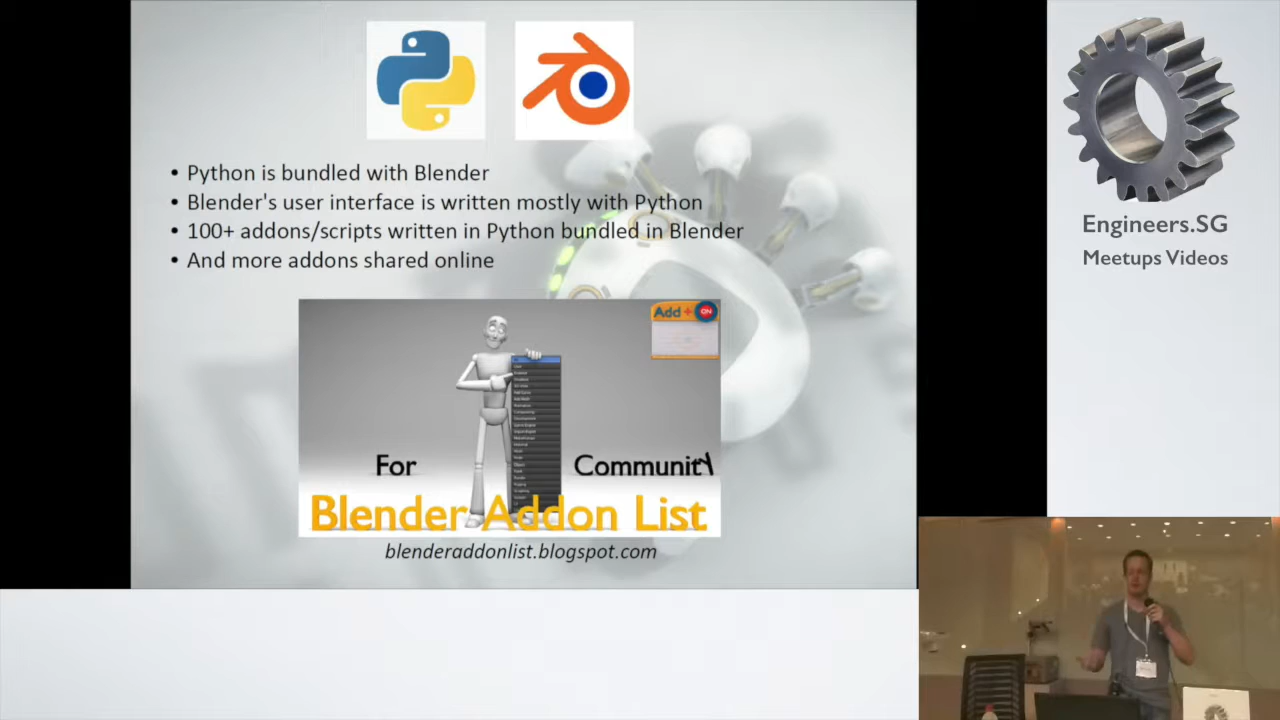 • Python is bundled with Blender
• Blender's user interface is written mostly with Python
• 100+ addons/scripts written in Python bundled in Blender
• And more addons shared online
Add + ON
For Community
Blender Addon List
blenderaddonlist.blogspot.com
Engineers.SG
Meetups Videos